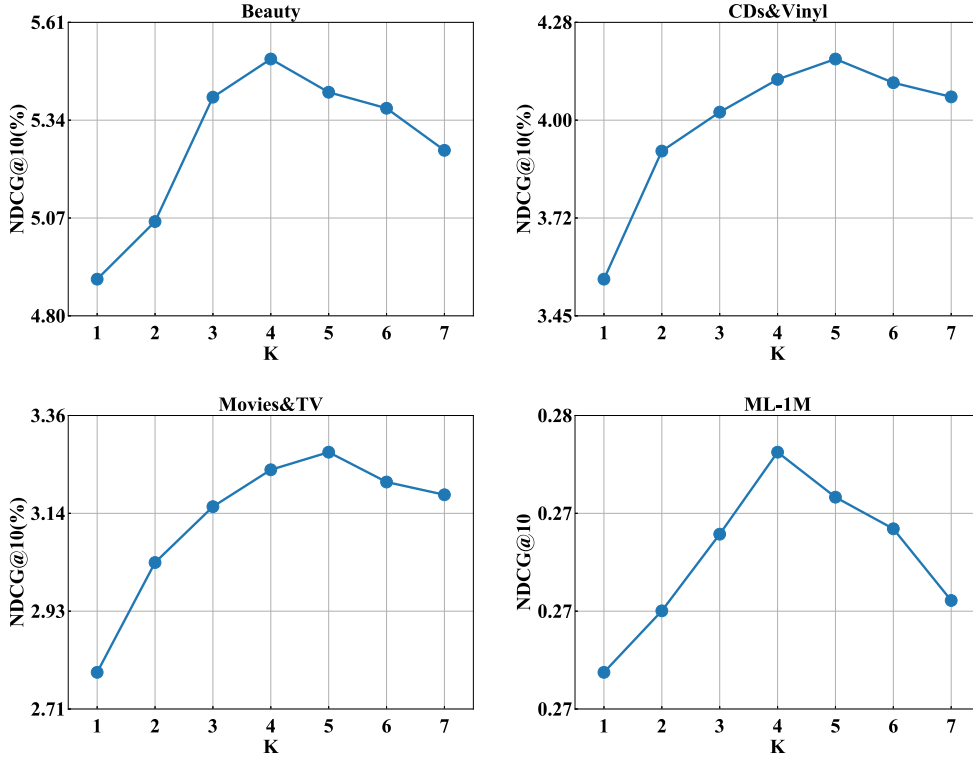 Beauty
NDCG@10(%)
5.61
5.34
5.07
4.80
1 2 3 4 5 6 7
K
CDs&Vinyl
NDCG@10(%)
4.28
4.00
3.72
3.45
1 2 3 4 5 6 7
K
Movies&TV
NDCG@10(%)
3.36
3.14
2.93
2.71
1 2 3 4 5 6 7
K
ML-1M
NDCG@10
0.28
0.27
0.27
0.27
1 2 3 4 5 6 7
K